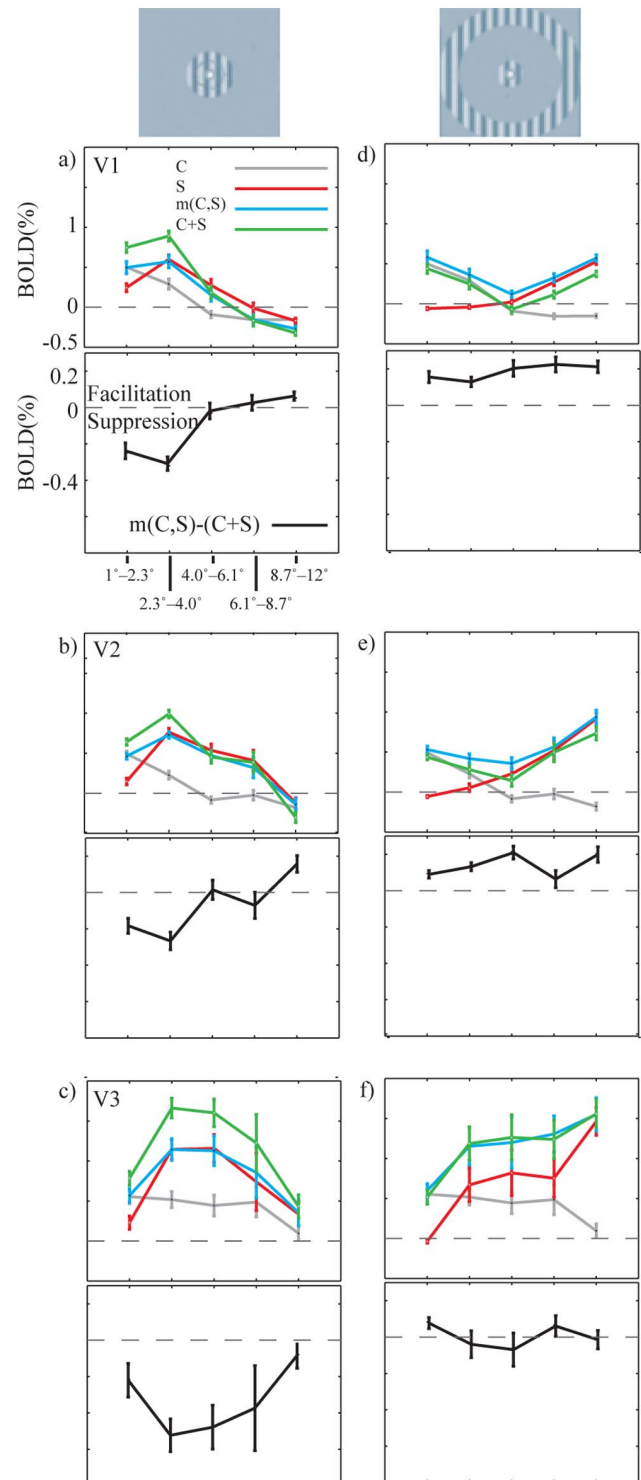 a) V1
C
S
m(C,S)
C+S
BOLD(%)
1
0
-0.5
d)
BOLD(%)
0.2
0
-0.4
Facilitation
Suppression
m(C,S)-(C+S)
1°–2.3°
4.0°–6.1°
8.7°–12°
2.3°–4.0°
6.1°–8.7°
b) V2
e)
c) V3
f)